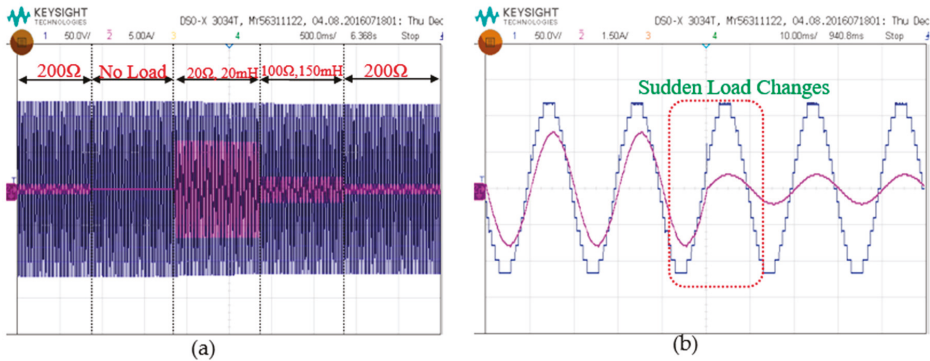 KEYSIGHT
TECHNOLOGIES
DSO-X 3034T, MY56311122, 04.08.2016071801: Thu Dec
1 50.0V/ 2 5.00A/ 3 4 500.0ms/ 6.368s Stop
200Ω No Load 20Ω, 20mH 100Ω,150mH 200Ω
(a)
KEYSIGHT
TECHNOLOGIES
DSO-X 3034T, MY56311122, 04.08.2016071801: Thu Dec
1 50.0V/ 2 1.50A/ 3 4 10.00ms/ 940.8ms Stop
Sudden Load Changes
(b)